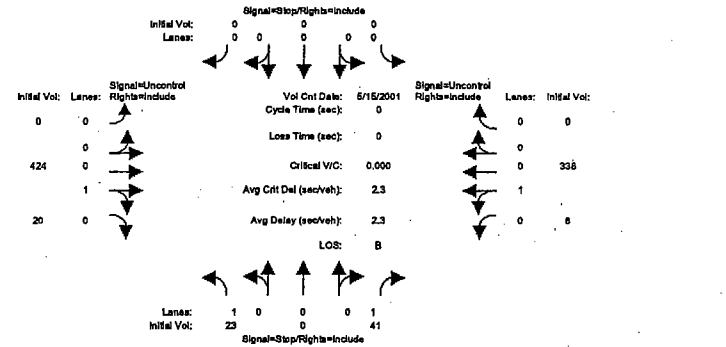 Signal=Stop/Rights=Include
Initial Vol: 0 0 0
Lanes: 0 0 0 0 0
Signal=Uncontrol
Initial Vol: Lanes: Rights=Include
Vol Cnt Date: 5/15/2001
Signal=Uncontrol
Rights=Include Lanes: Initial Vol:
Cycle Time (sec): 0
0 0
0 0
Loss Time (sec): 0
0
0
424 0
Critical V/C: 0.000
0 338
1
Avg Crit Del (sec/veh): 2.3
1
20 0
Avg Delay (sec/veh): 2.3
0
LOS: B
Lanes: 1 0 0 0 1
Initial Vol: 23 0 41
Signal=Stop/Rights=Include